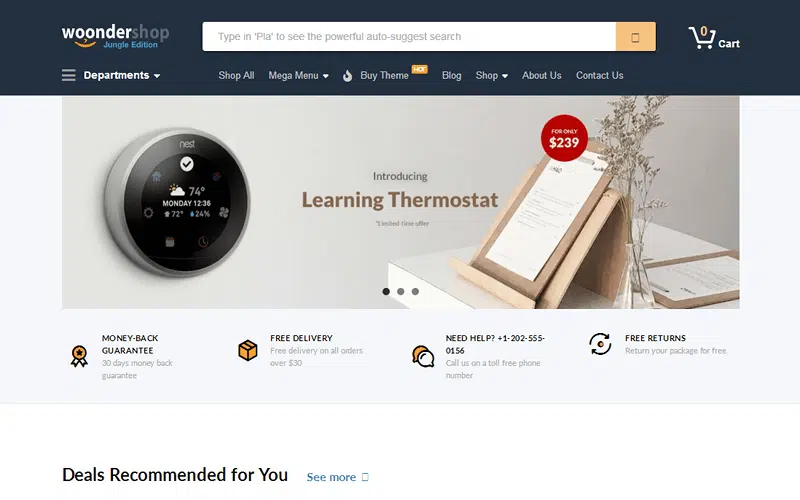 woondershop
Jungle Edition
Type in 'Pla' to see the powerful auto-suggest search
0
Cart
Departments
Shop All
Mega Menu
Buy Theme
HOT
Blog
Shop
About Us
Contact Us
nest
74°
MONDAY 12:36
72° 24%
Introducing
Learning Thermostat
*Limited time offer
FOR ONLY
$239
MONEY-BACK
GUARANTEE
30 days money back
guarantee
FREE DELIVERY
Free delivery on all orders
over $30
NEED HELP? +1-202-555-
0156
Call us on a toll free phone
number
FREE RETURNS
Return your package for free
Deals Recommended for You
See more